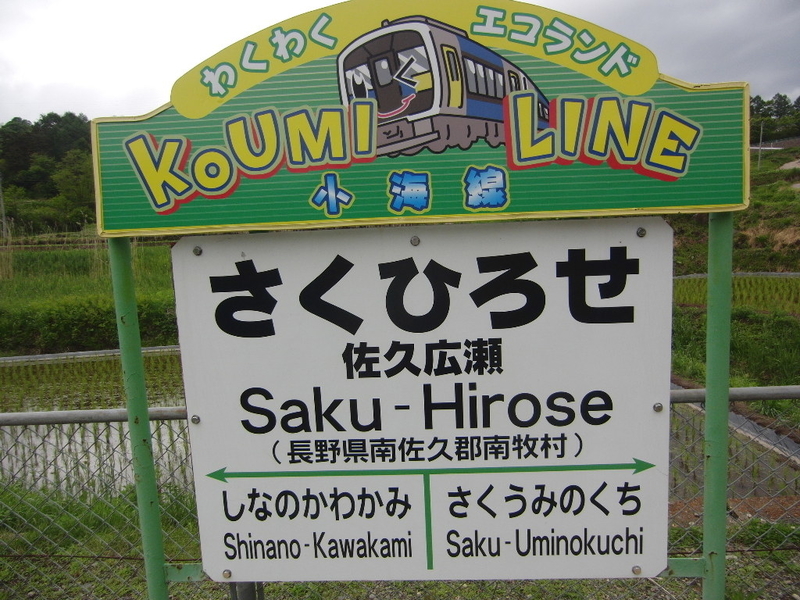 わくわく エコランド
KOUMI LINE
小海線
さくひろせ
佐久広瀬
Saku-Hirose
（長野県南佐久郡南牧村）
しなのかわかみ さくうみのくち
Shinano-Kawakami Saku-Uminokuchi